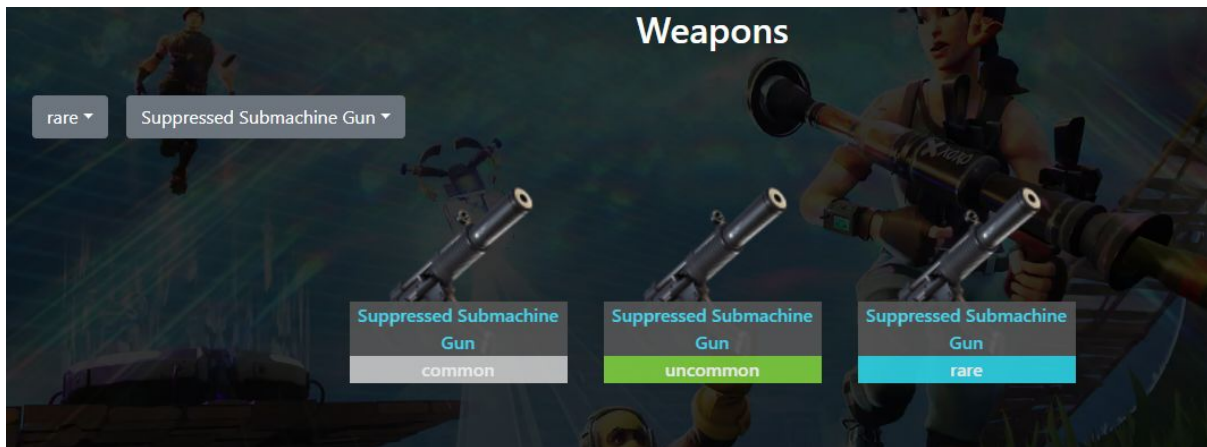 Weapons
rare
Suppressed Submachine Gun
Suppressed Submachine
Gun
common
Suppressed Submachine
Gun
uncommon
Suppressed Submachine
Gun
rare